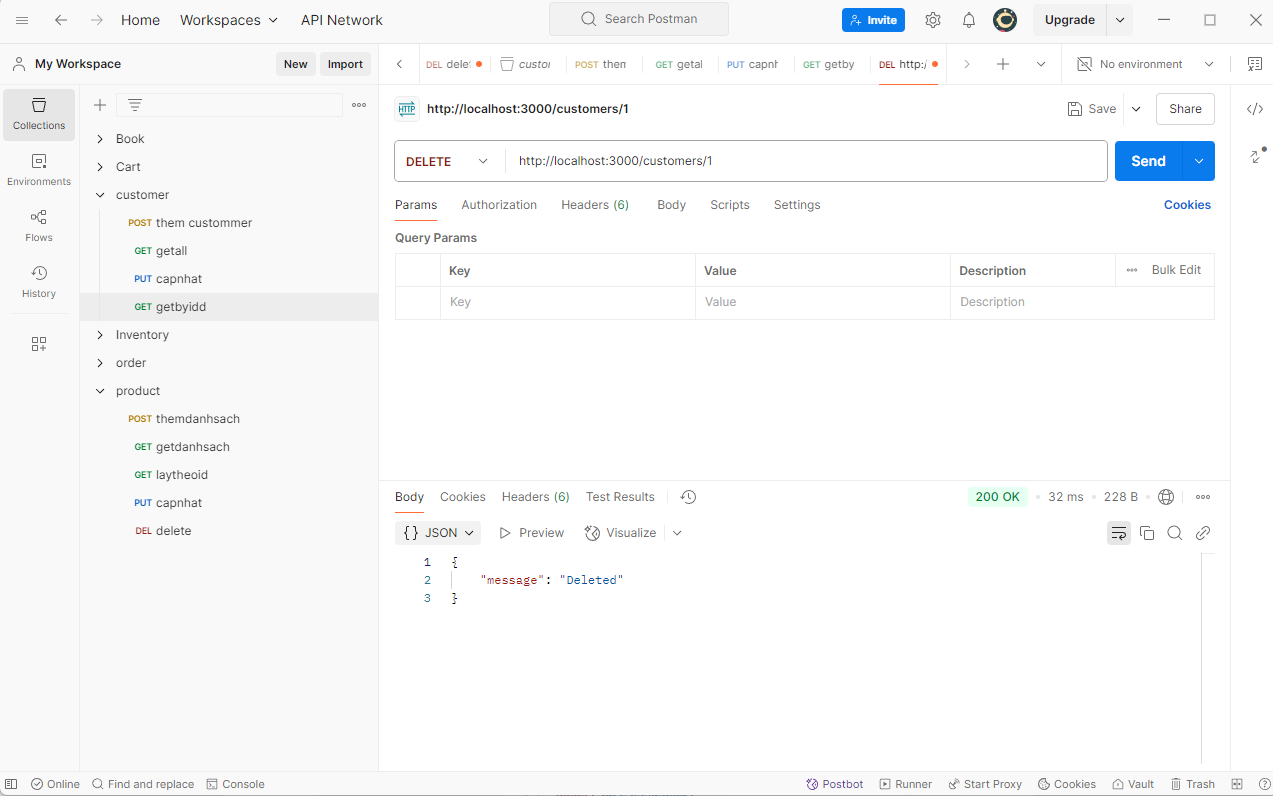 Home Workspaces API Network Search Postman Invite Upgrade
My Workspace New Import DEL delet custor POST them GET getal PUT capnh GET getby DEL http:/ No environment
Collections
Environments
Flows
History
Book
Cart
customer
POST them custommer
GET getall
PUT capnhat
GET getbyidd
Inventory
order
product
POST themdanhsach
GET getdanhsach
GET laytheoid
PUT capnhat
DEL delete
HTTP http://localhost:3000/customers/1 Save Share
DELETE http://localhost:3000/customers/1 Send
Params Authorization Headers (6) Body Scripts Settings Cookies
Query Params
Key Value Description Bulk Edit
Key Value Description
Body Cookies Headers (6) Test Results 200 OK 32 ms 228 B
{} JSON Preview Visualize
1 {
2 "message": "Deleted"
3 }
Online Find and replace Console Postbot Runner Start Proxy Cookies Vault Trash